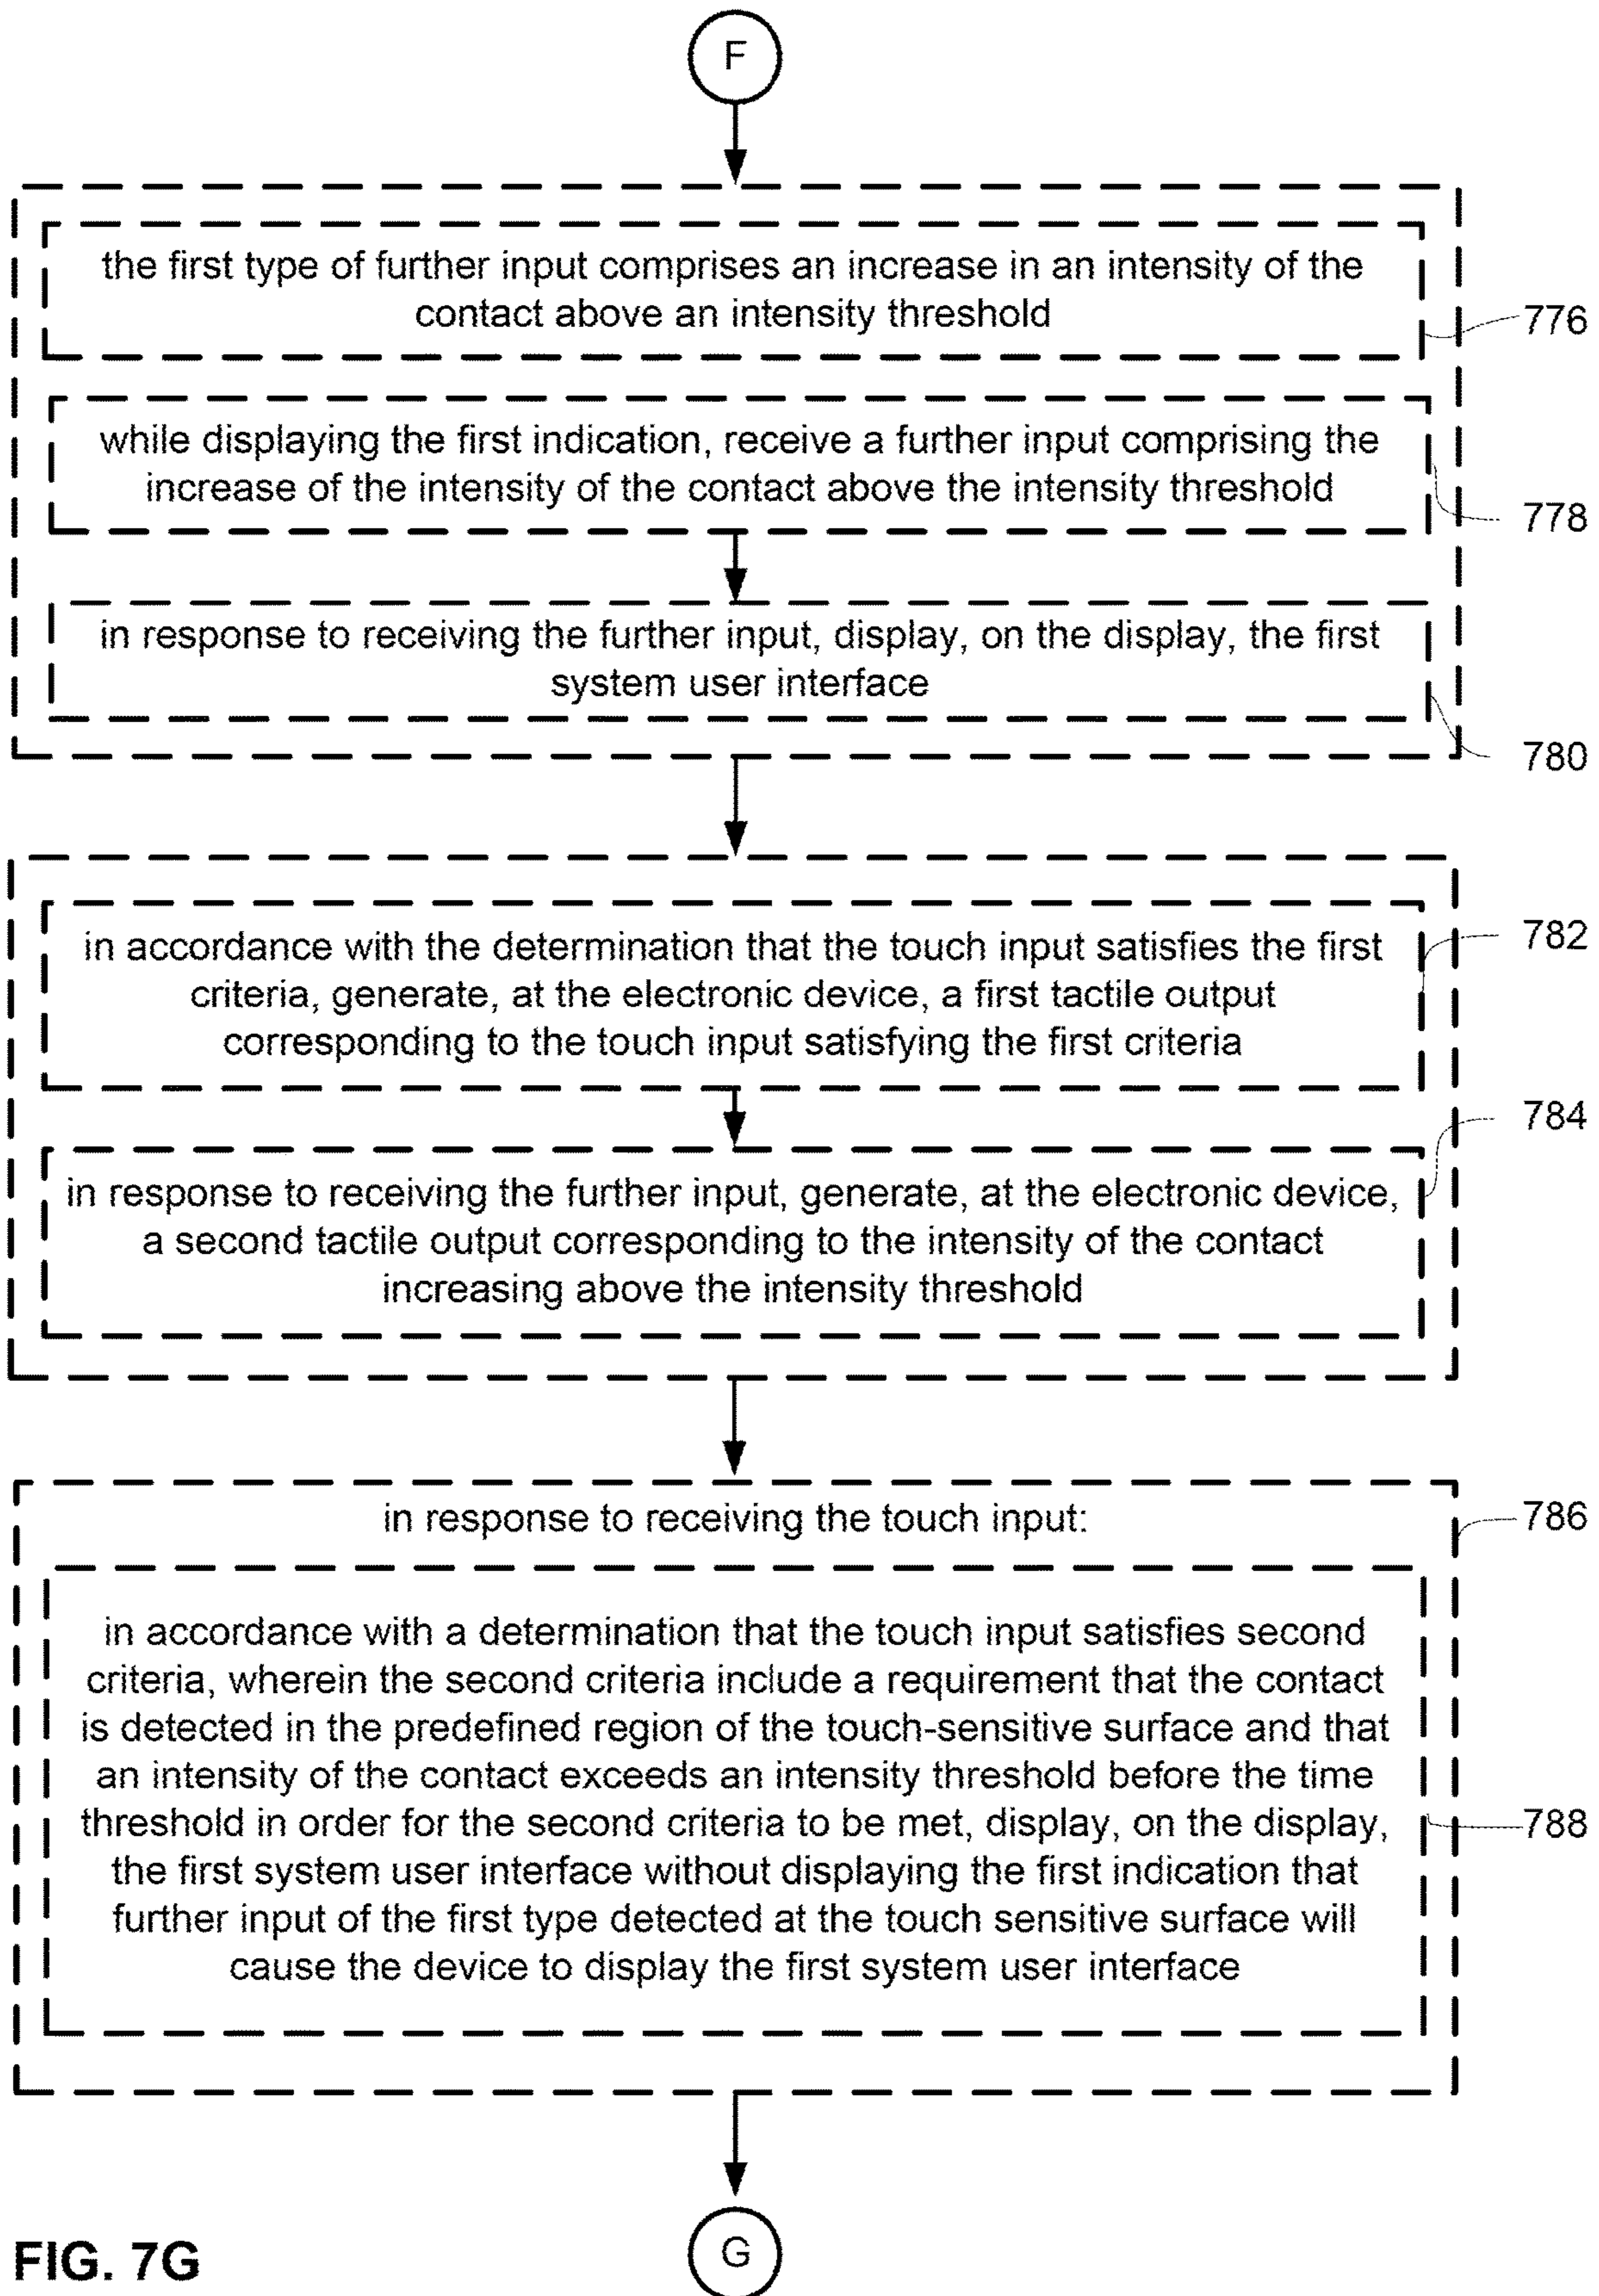 F
the first type of further input comprises an increase in an intensity of the
contact above an intensity threshold
776
while displaying the first indication, receive a further input comprising the
increase of the intensity of the contact above the intensity threshold
778
in response to receiving the further input, display, on the display, the first
system user interface
780
in accordance with the determination that the touch input satisfies the first
criteria, generate, at the electronic device, a first tactile output
corresponding to the touch input satisfying the first criteria
782
in response to receiving the further input, generate, at the electronic device,
a second tactile output corresponding to the intensity of the contact
increasing above the intensity threshold
784
in response to receiving the touch input:
786
in accordance with a determination that the touch input satisfies second
criteria, wherein the second criteria include a requirement that the contact
is detected in the predefined region of the touch-sensitive surface and that
an intensity of the contact exceeds an intensity threshold before the time
threshold in order for the second criteria to be met, display, on the display,
the first system user interface without displaying the first indication that
further input of the first type detected at the touch sensitive surface will
cause the device to display the first system user interface
788
G
FIG. 7G